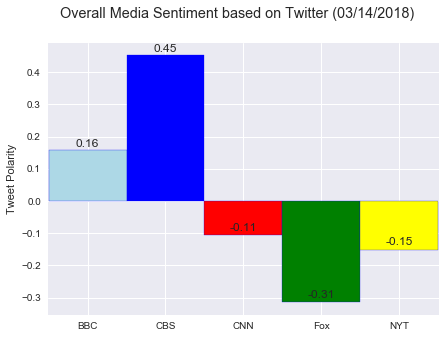 Overall Media Sentiment based on Twitter (03/14/2018)
Tweet Polarity
0.4
0.3
0.2
0.1
0.0
−0.1
−0.2
−0.3
0.16
0.45
-0.11
-0.31
-0.15
BBC
CBS
CNN
Fox
NYT